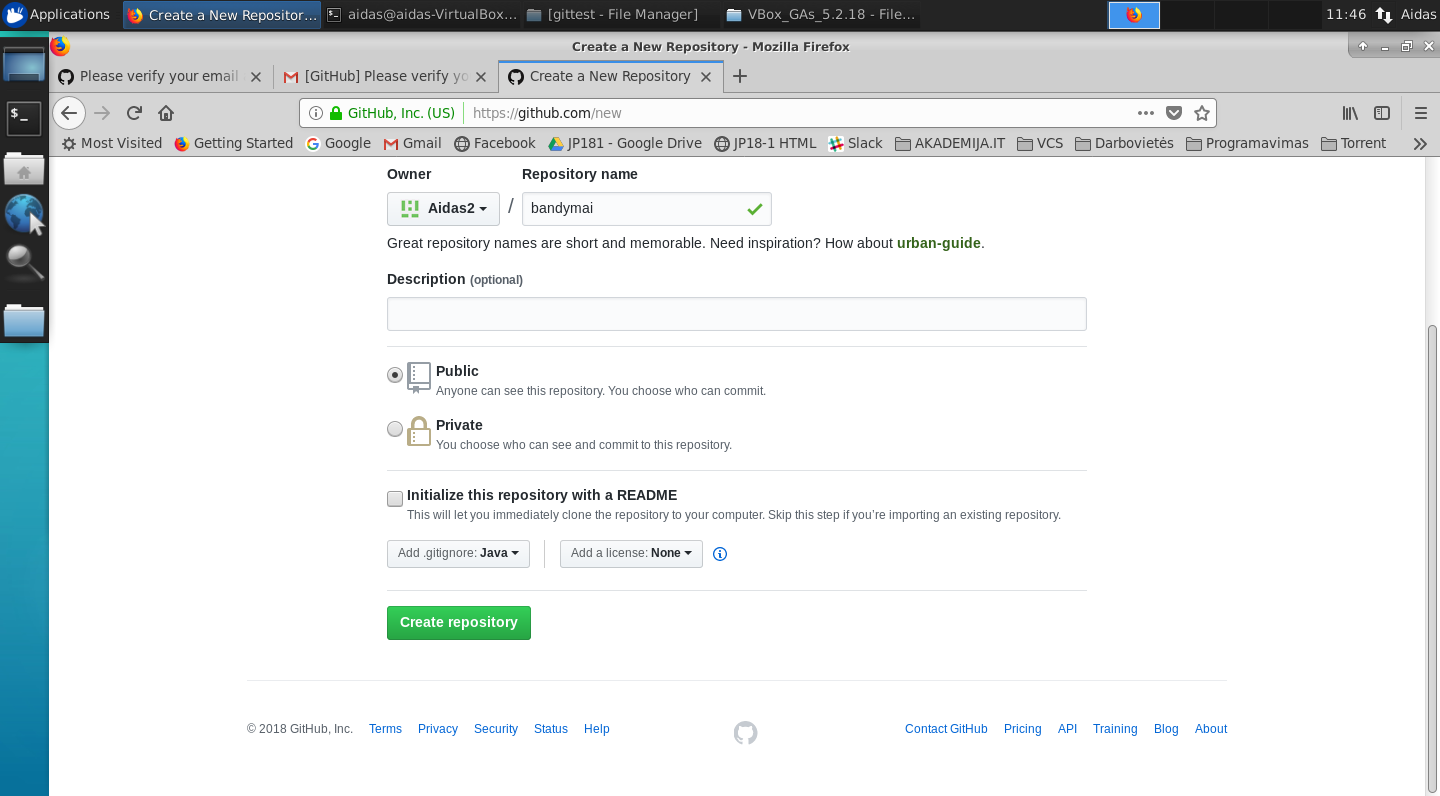 Applications
Create a New Repositor...
aidas@aidas-VirtualBox...
[gittest - File Manager]
VBox_GAs_5.2.18 - File...
11:46
Aidas
Create a New Repository - Mozilla Firefox
Please verify your email
[GitHub] Please verify yo
Create a New Repository
GitHub, Inc. (US)
https://github.com/new
Most Visited
Getting Started
Google
Gmail
Facebook
JP181 - Google Drive
JP18-1 HTML
Slack
AKADEMIJA.IT
VCS
Darbovietės
Programavimas
Torrent
Owner
Repository name
Aidas2
/
bandymai
Great repository names are short and memorable. Need inspiration? How about urban-guide.
Description (optional)
Public
Anyone can see this repository. You choose who can commit.
Private
You choose who can see and commit to this repository.
Initialize this repository with a README
This will let you immediately clone the repository to your computer. Skip this step if you’re importing an existing repository.
Add .gitignore: Java
Add a license: None
Create repository
© 2018 GitHub, Inc.
Terms
Privacy
Security
Status
Help
Contact GitHub
Pricing
API
Training
Blog
About